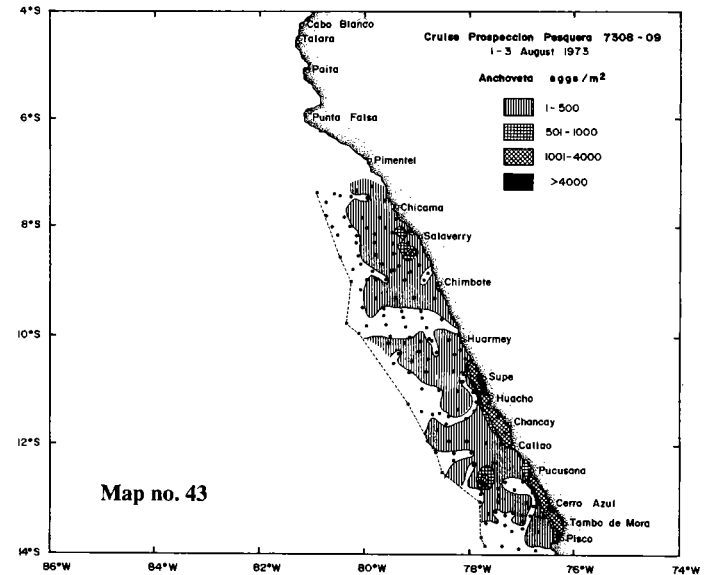 4°S
Cabo Blanco
Talara
Cruise Prospeccion Pesquera 7308-09
1-3 August 1973
Paita
Anchoveta eggs/m²
1-500
6°S
Punta Falsa
501-1000
1001-4000
Pimentel
>4000
Chicama
8°S
Salaverry
Chimbote
10°S
Huarmey
Supe
Huacho
Chancay
12°S
Callao
Pucusana
Map no. 43
Cerro Azul
Tambo de Mora
Pisco
14°S
86°W 84°W 82°W 80°W 78°W 76°W 74°W